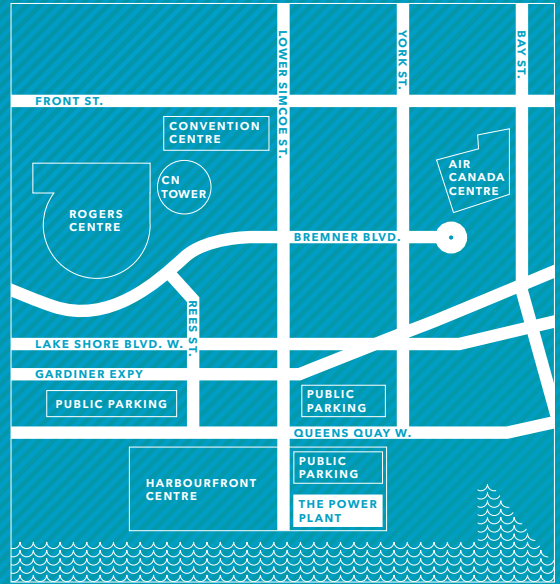 LOWER SIMCOE ST.
YORK ST.
BAY ST.
FRONT ST.
CONVENTION
CENTRE
AIR
CANADA
CENTRE
CN
TOWER
ROGERS
CENTRE
BREMNER BLVD.
REES ST.
LAKE SHORE BLVD. W.
GARDINER EXPY
PUBLIC PARKING
PUBLIC
PARKING
QUEENS QUAY W.
PUBLIC
PARKING
HARBOURFRONT
CENTRE
THE POWER
PLANT